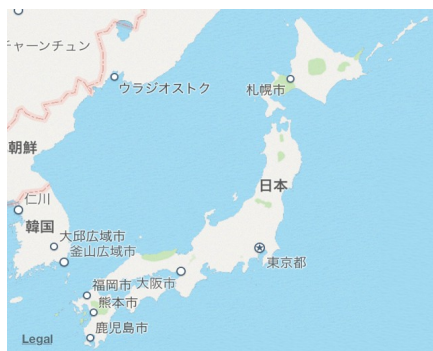 チャーンチュン
ウラジオストク
札幌市
朝鮮
日本
仁川
韓国
大邱広域市
釜山広域市
東京都
福岡市
大阪市
熊本市
鹿児島市
Legal